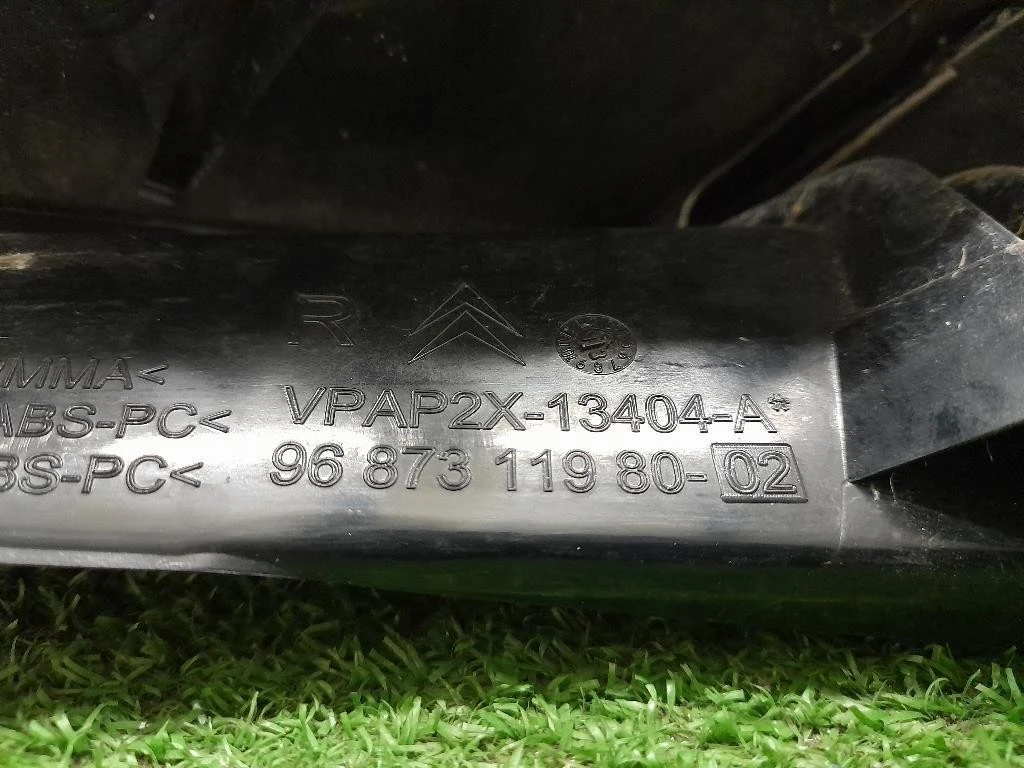 R
MMA<
ABS-PC<
VPAP2X-13404-A*
BS-PC<
96 873 119 80-02